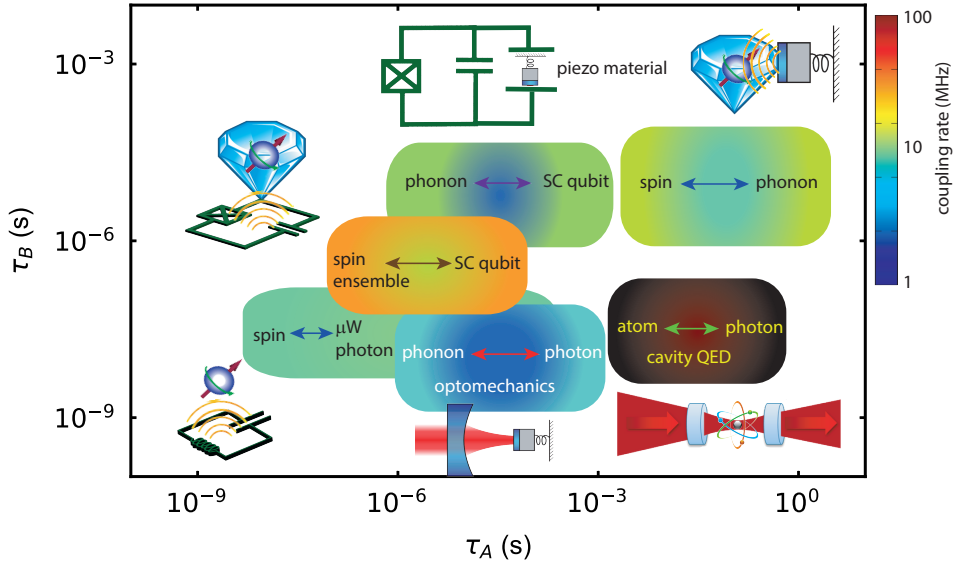 piezo material
10⁻³
phonon SC qubit
spin phonon
10⁻⁶
spin
ensemble SC qubit
spin μW
photon
phonon photon
optomechanics
atom photon
cavity QED
10⁻⁹
τ_B (s)
10⁻⁹ 10⁻⁶ 10⁻³ 10⁰
τ_A (s)
100
10
1
coupling rate (MHz)